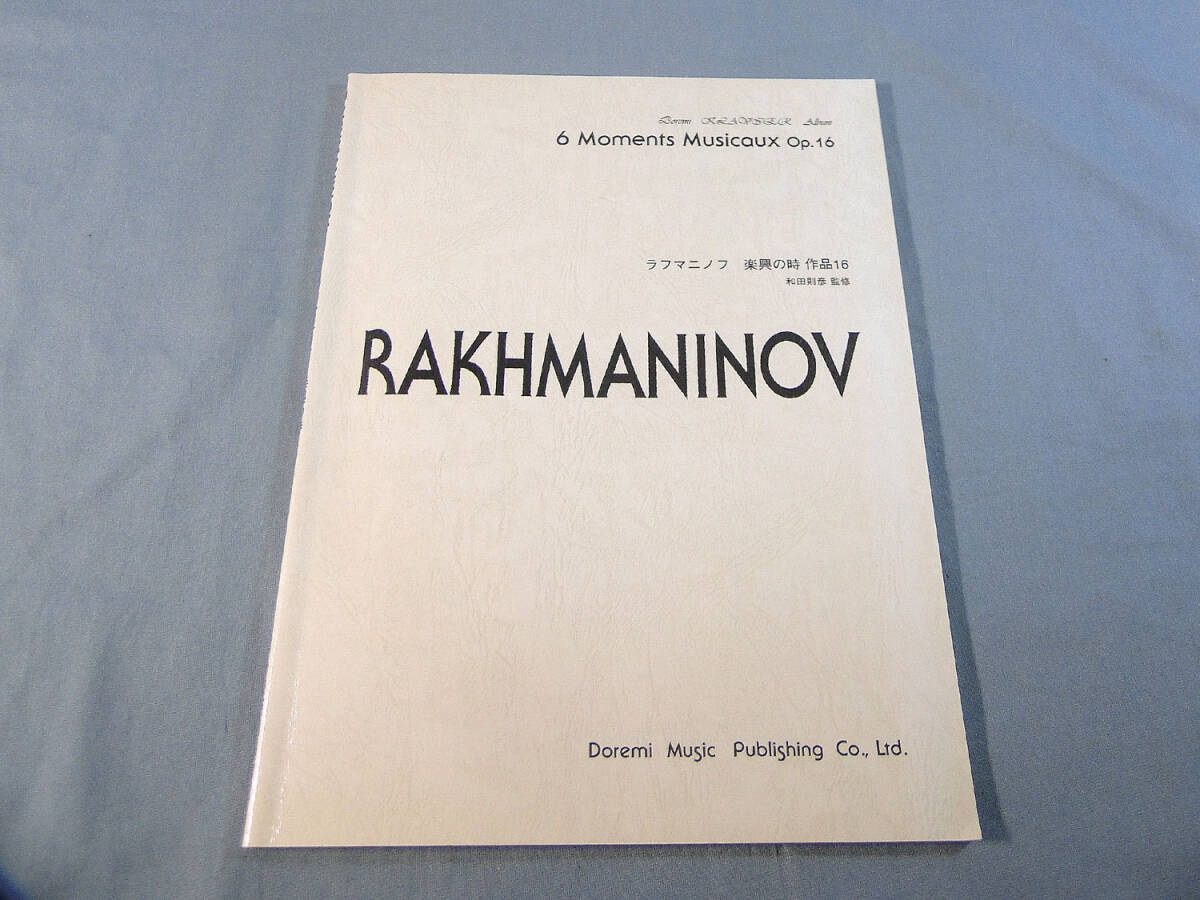 Doremi KLAVIER Album
6 Moments Musicaux Op.16
ラフマニノフ 楽興の時 作品16
和田則彦 監修
RAKHMANINOV
Doremi Music Publishing Co., Ltd.